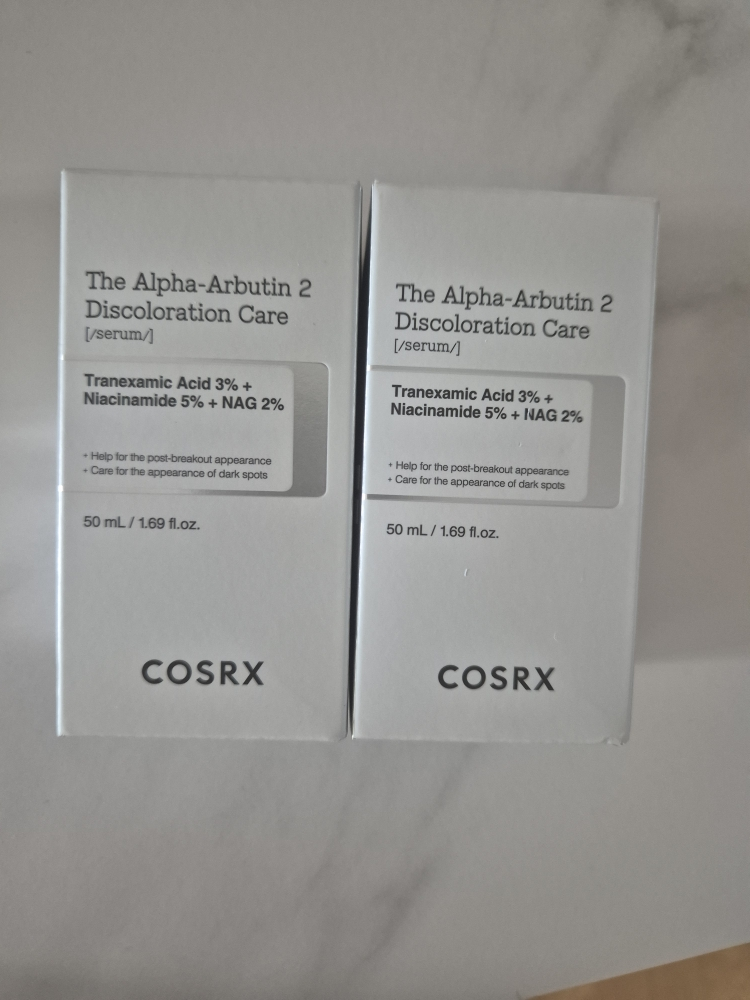 The Alpha-Arbutin 2
Discoloration Care
[/serum/]
Tranexamic Acid 3% +
Niacinamide 5% + NAG 2%
+ Help for the post-breakout appearance
+ Care for the appearance of dark spots
50 mL / 1.69 fl.oz.
COSRX
The Alpha-Arbutin 2
Discoloration Care
[/serum/]
Tranexamic Acid 3% +
Niacinamide 5% + NAG 2%
+ Help for the post-breakout appearance
+ Care for the appearance of dark spots
50 mL / 1.69 fl.oz.
COSRX